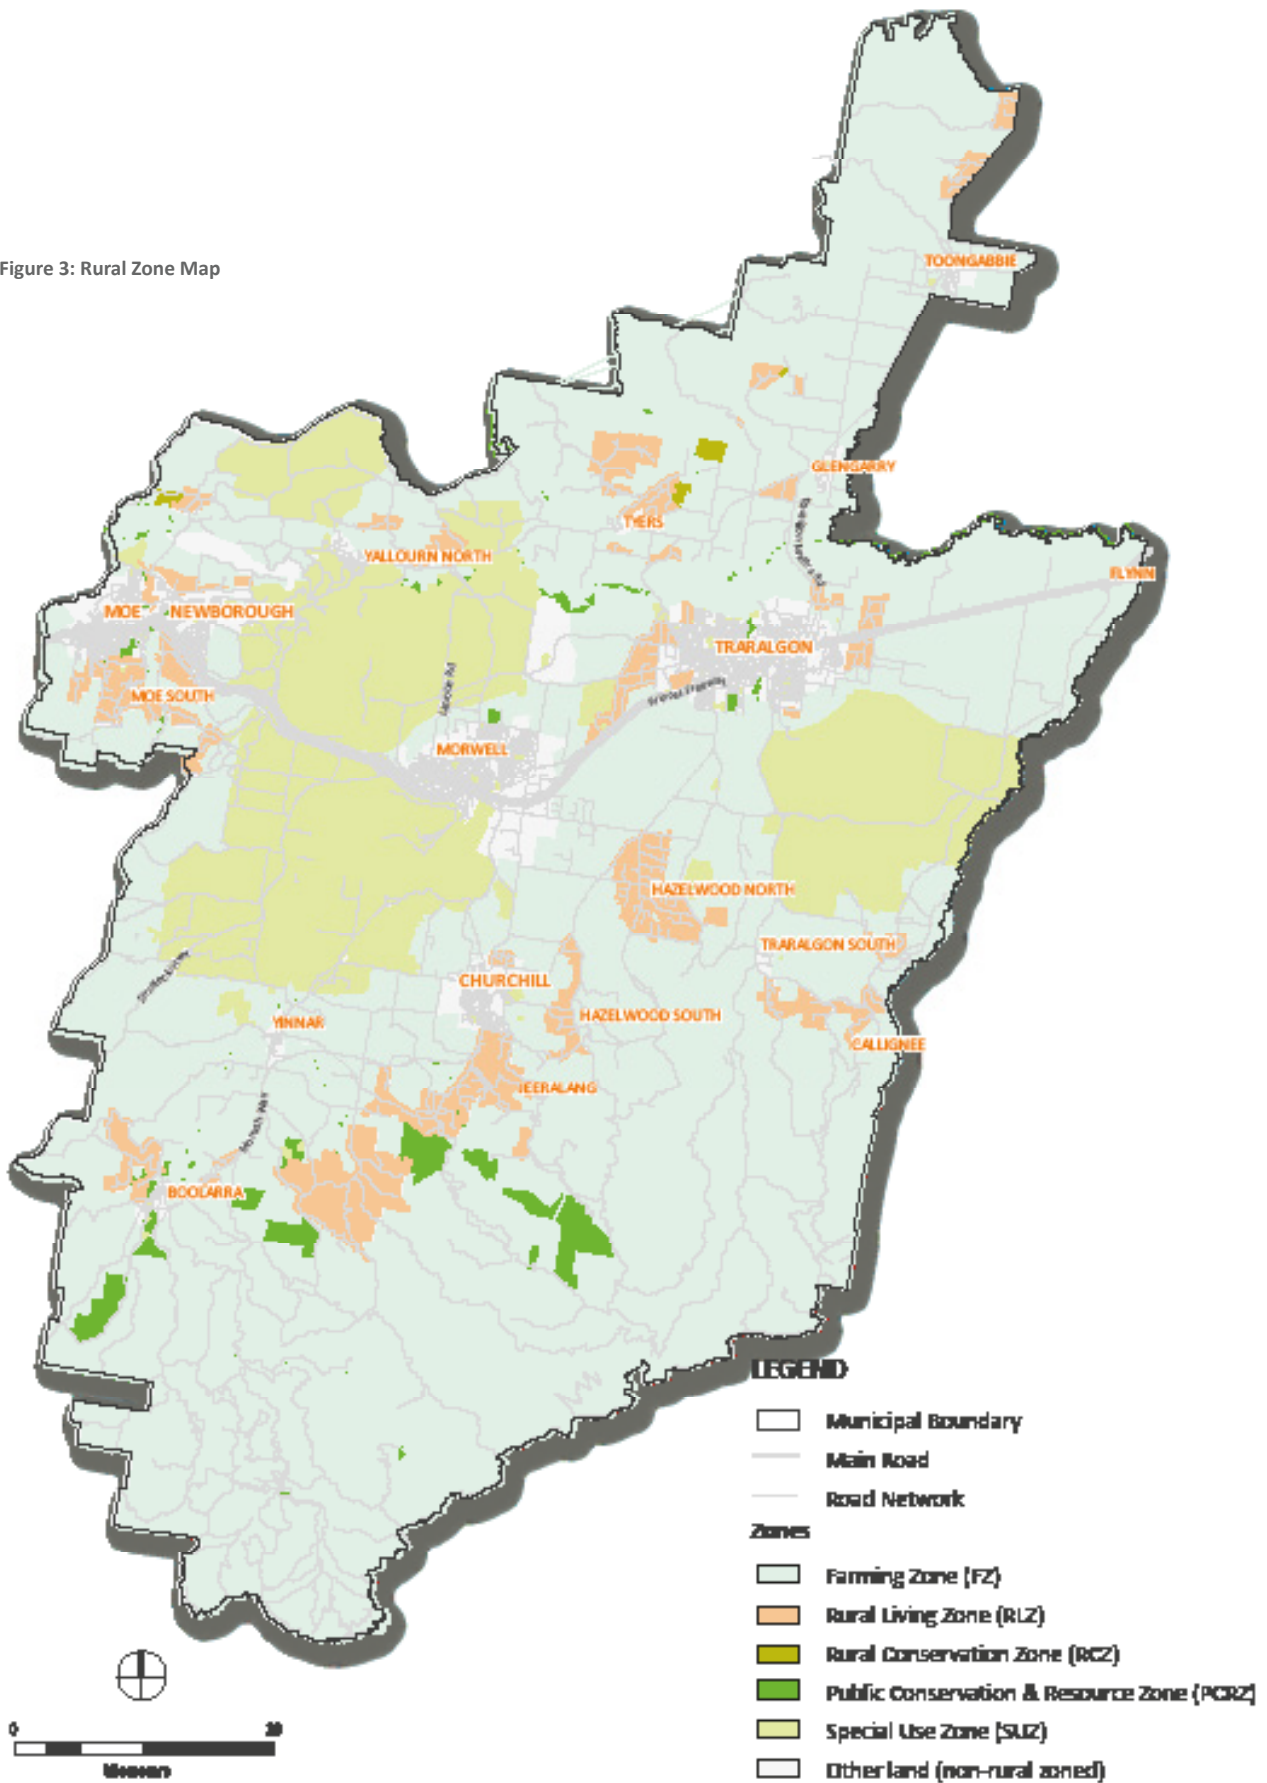 Figure 3: Rural Zone Map
TOONGABBIE
GLENGARRY
TYERS
YALLOURN NORTH
FLYNN
MOE
NEWBOROUGH
TRARALGON
MOE SOUTH
MORWELL
HAZELWOOD NORTH
TRARALGON SOUTH
CHURCHILL
HAZELWOOD SOUTH
YINNAR
CALLIGNEE
JEERALANG
BOOLARRA
LEGEND
Municipal Boundary
Main Road
Road Network
Zones
Farming Zone (FZ)
Rural Living Zone (RLZ)
Rural Conservation Zone (RCZ)
Public Conservation & Resource Zone (PCRZ)
Special Use Zone (SUZ)
Other land (non-rural zoned)
0